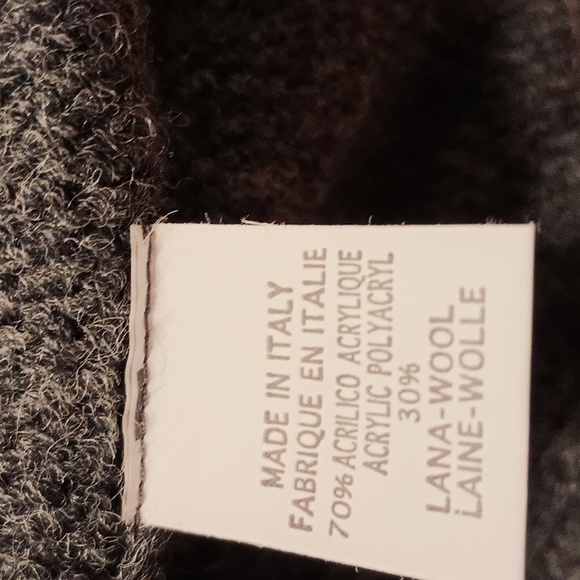 MADE IN ITALY
FABRIQUE EN ITALIE
70% ACRILICO ACRYLIQUE
ACRYLIC POLYACRYL
30%
LANA-WOOL
LAINE-WOLLE